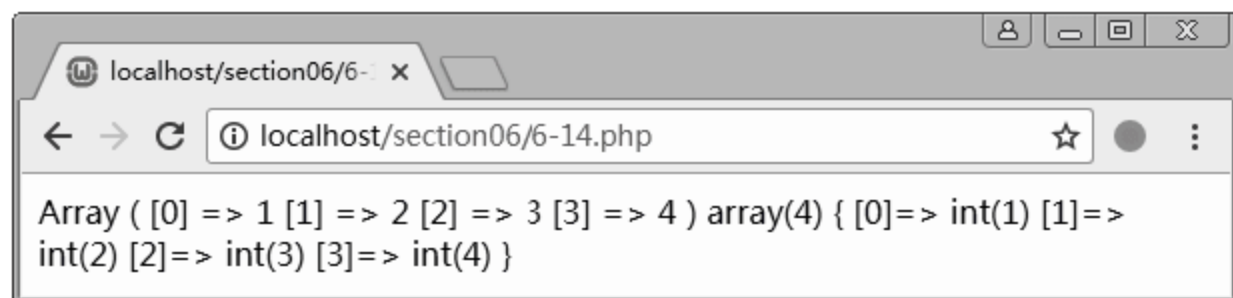 localhost/section06/6-
localhost/section06/6-14.php
Array ( [0] => 1 [1] => 2 [2] => 3 [3] => 4 ) array(4) { [0]=> int(1) [1]=>
int(2) [2]=> int(3) [3]=> int(4) }